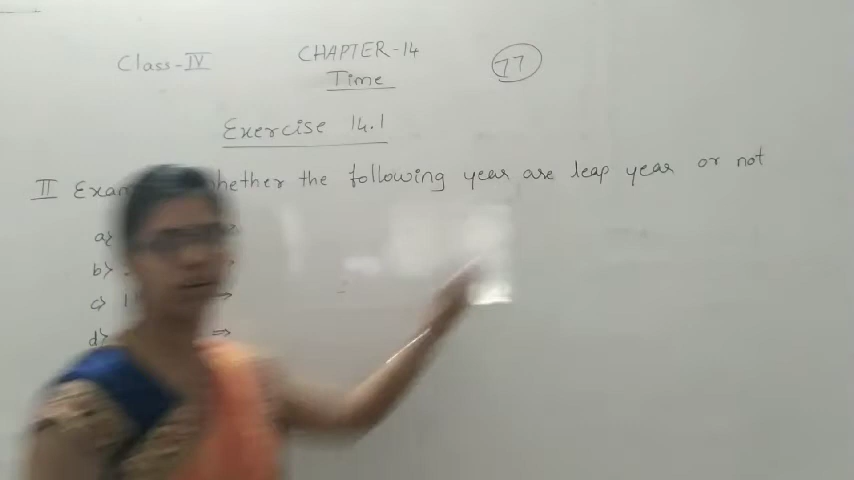 Class-IV CHAPTER-14 77
Time
Exercise 14.1
II whether the following year are leap year or not
a)
b)
c) ⇒
d) ⇒